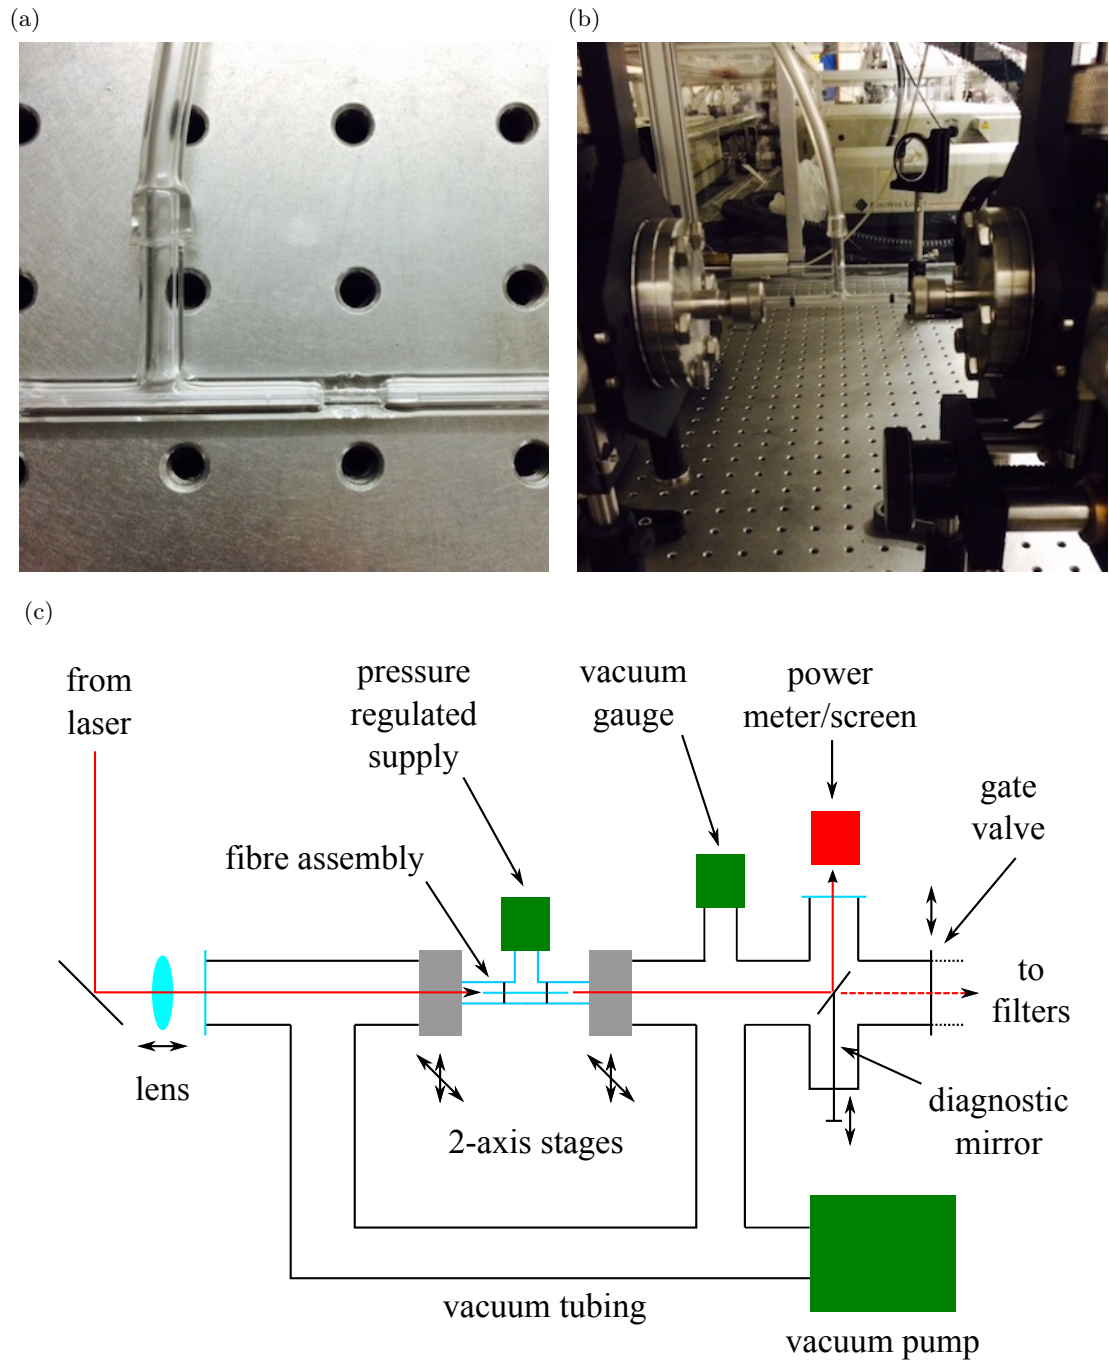 (a)
(b)
(c)
from
laser
pressure
regulated
supply
vacuum
gauge
power
meter/screen
gate
valve
fibre assembly
to
filters
lens
2-axis stages
diagnostic
mirror
vacuum tubing
vacuum pump